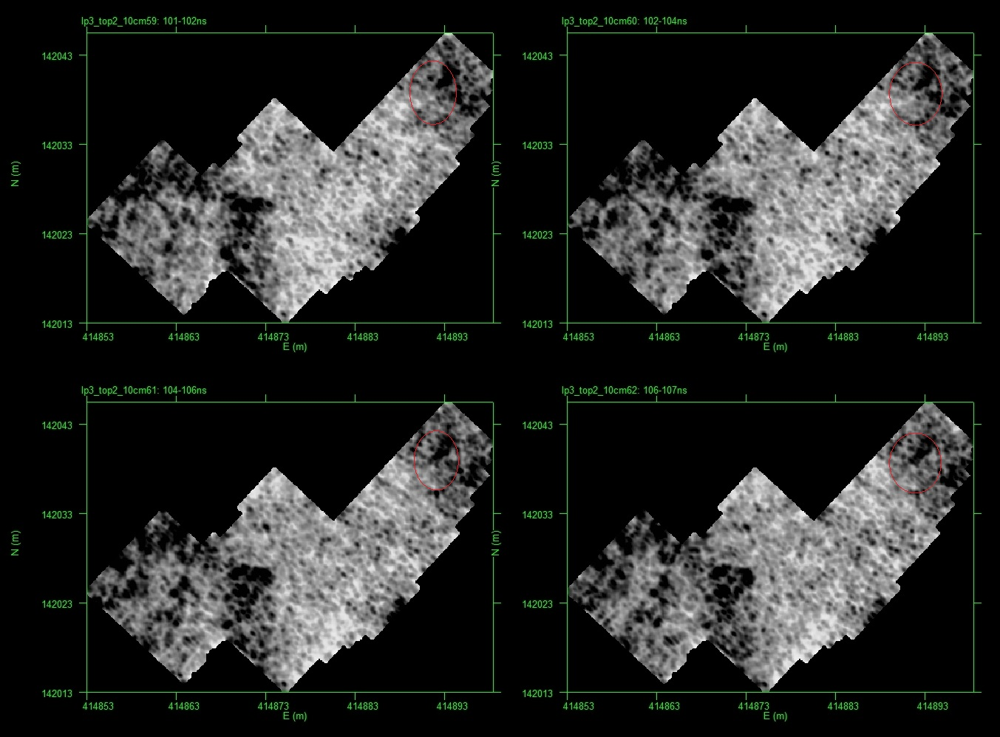 lp3_top2_10cm59: 101-102ns
142043
142033
142023
142013
N (m)
414853 414863 414873 414883 414893
E (m)
lp3_top2_10cm60: 102-104ns
142043
142033
142023
142013
N (m)
414853 414863 414873 414883 414893
E (m)
lp3_top2_10cm61: 104-106ns
142043
142033
142023
142013
N (m)
414853 414863 414873 414883 414893
E (m)
lp3_top2_10cm62: 106-107ns
142043
142033
142023
142013
N (m)
414853 414863 414873 414883 414893
E (m)